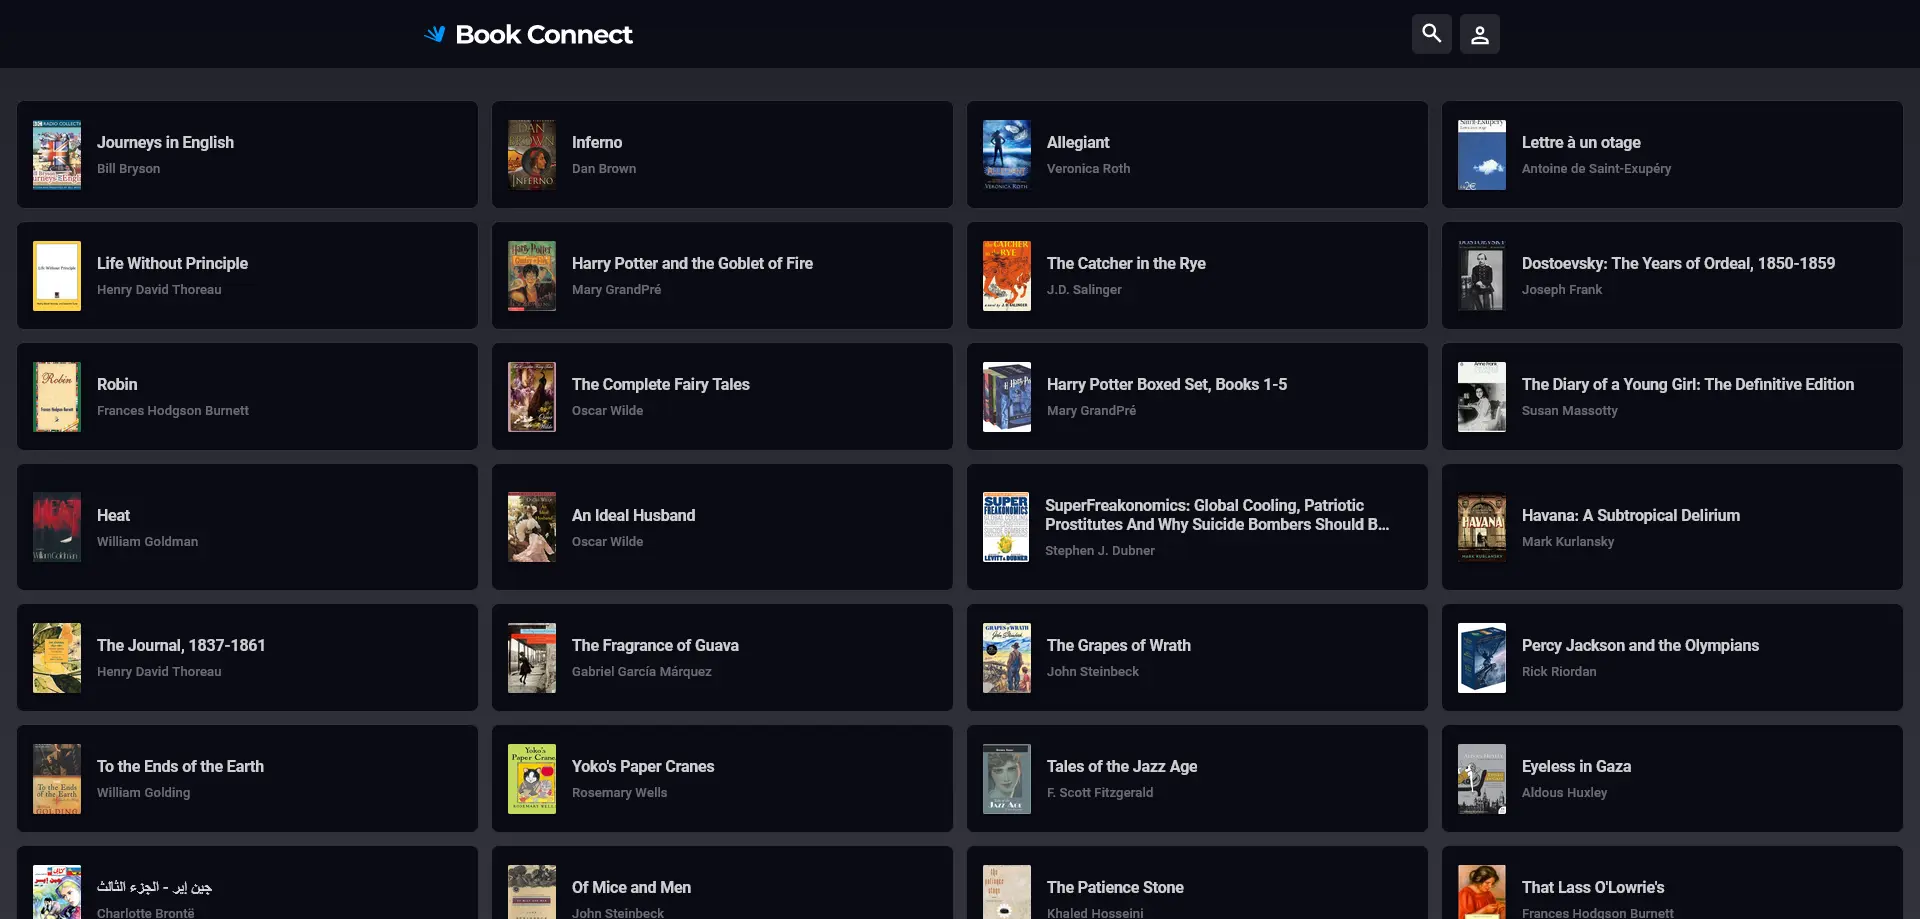 Book Connect
Journeys in English
Bill Bryson
Inferno
Dan Brown
Allegiant
Veronica Roth
Lettre à un otage
Antoine de Saint-Exupéry
Life Without Principle
Henry David Thoreau
Harry Potter and the Goblet of Fire
Mary GrandPré
The Catcher in the Rye
J.D. Salinger
Dostoevsky: The Years of Ordeal, 1850-1859
Joseph Frank
Robin
Frances Hodgson Burnett
The Complete Fairy Tales
Oscar Wilde
Harry Potter Boxed Set, Books 1-5
Mary GrandPré
The Diary of a Young Girl: The Definitive Edition
Susan Massotty
Heat
William Goldman
An Ideal Husband
Oscar Wilde
SuperFreakonomics: Global Cooling, Patriotic
Prostitutes And Why Suicide Bombers Should B...
Stephen J. Dubner
Havana: A Subtropical Delirium
Mark Kurlansky
The Journal, 1837-1861
Henry David Thoreau
The Fragrance of Guava
Gabriel García Márquez
The Grapes of Wrath
John Steinbeck
Percy Jackson and the Olympians
Rick Riordan
To the Ends of the Earth
William Golding
Yoko's Paper Cranes
Rosemary Wells
Tales of the Jazz Age
F. Scott Fitzgerald
Eyeless in Gaza
Aldous Huxley
جين إير - الجزء الثالث
Charlotte Brontë
Of Mice and Men
John Steinbeck
The Patience Stone
Khaled Hosseini
That Lass O'Lowrie's
Frances Hodgson Burnett